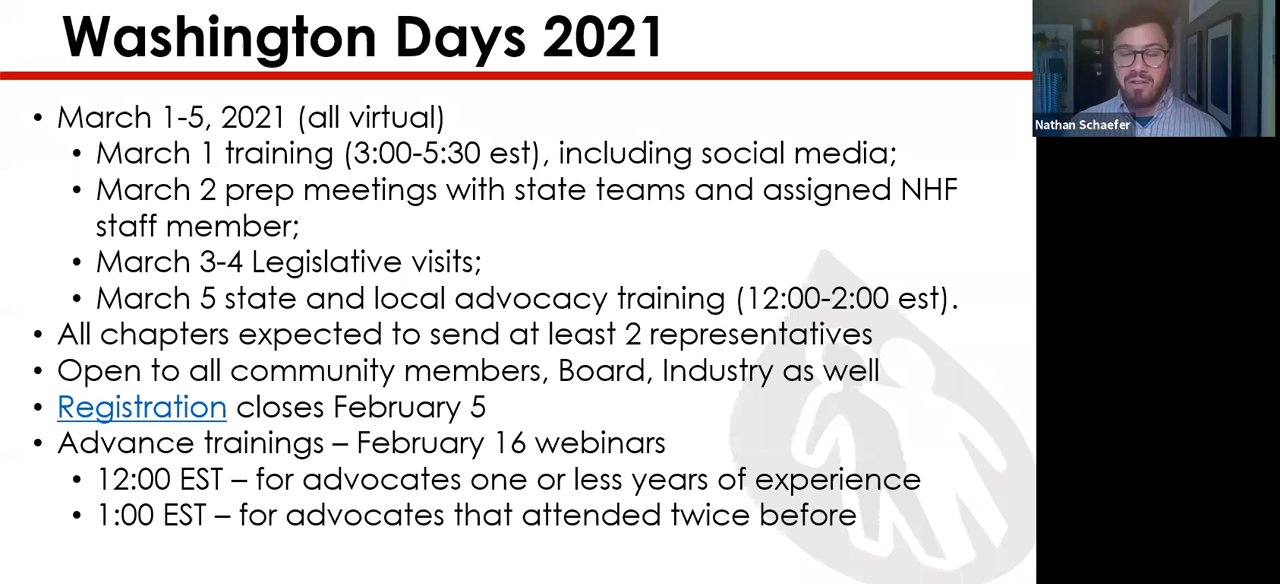 Washington Days 2021
• March 1-5, 2021 (all virtual)
• March 1 training (3:00-5:30 est), including social media;
• March 2 prep meetings with state teams and assigned NHF
staff member;
• March 3-4 Legislative visits;
• March 5 state and local advocacy training (12:00-2:00 est).
• All chapters expected to send at least 2 representatives
• Open to all community members, Board, Industry as well
• Registration closes February 5
• Advance trainings – February 16 webinars
• 12:00 EST – for advocates one or less years of experience
• 1:00 EST – for advocates that attended twice before
Nathan Schaefer